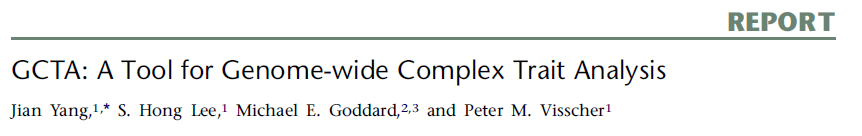 REPORT
GCTA: A Tool for Genome-wide Complex Trait Analysis
Jian Yang,1,* S. Hong Lee,1 Michael E. Goddard,2,3 and Peter M. Visscher1